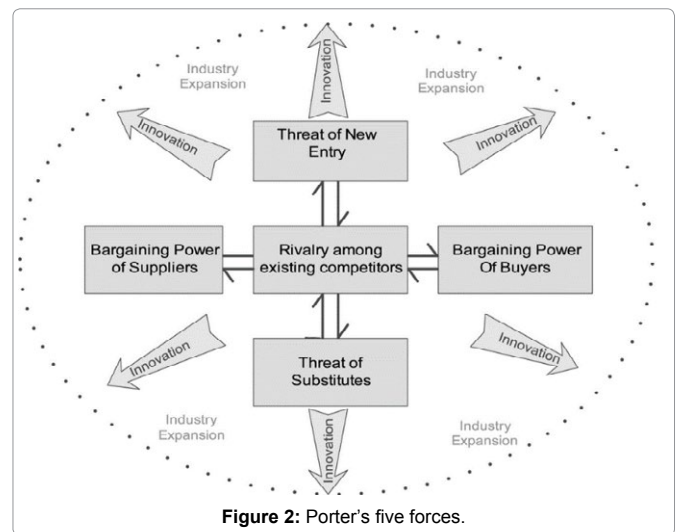 Innovation
Industry
Expansion
Industry
Expansion
Innovation
Innovation
Threat of New
Entry
Bargaining Power
of Suppliers
Rivalry among
existing competitors
Bargaining Power
Of Buyers
Innovation
Innovation
Threat of
Substitutes
Industry
Expansion
Industry
Expansion
Innovation
Figure 2: Porter's five forces.